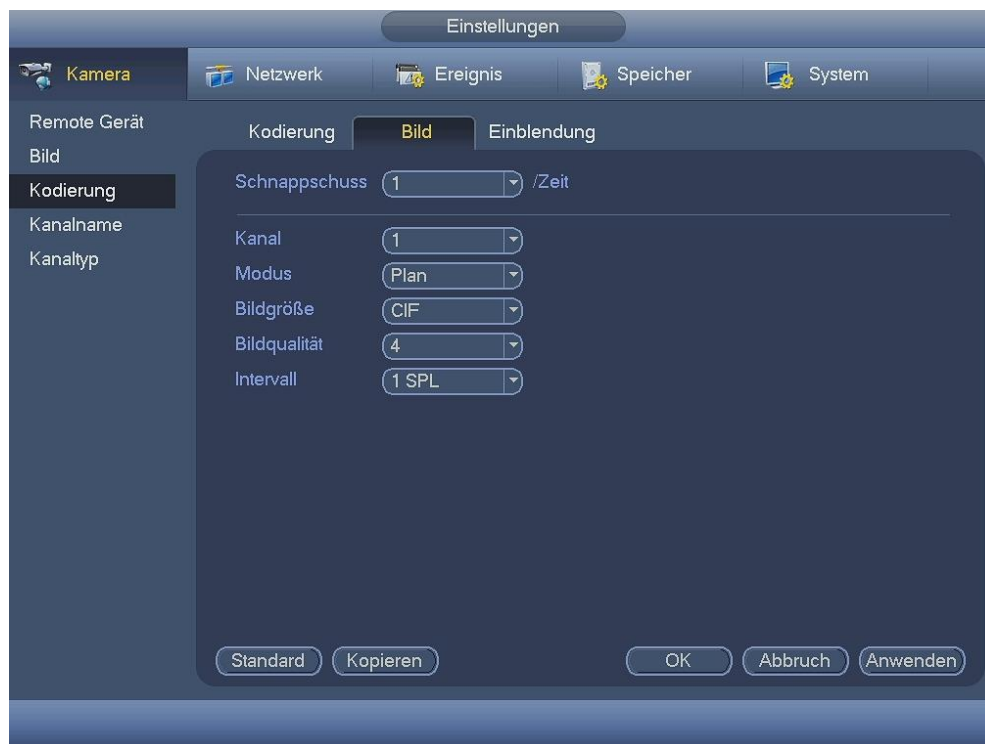 Einstellungen
Kamera Netzwerk Ereignis Speicher System
Remote Gerät
Bild
Kodierung
Kanalname
Kanaltyp
Kodierung Bild Einblendung
Schnappschuss 1 /Zeit
Kanal 1
Modus Plan
Bildgröße CIF
Bildqualität 4
Intervall 1 SPL
Standard Kopieren OK Abbruch Anwenden